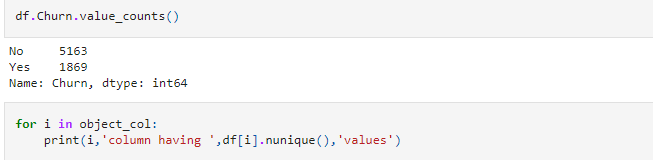 df.Churn.value_counts()
No     5163
Yes    1869
Name: Churn, dtype: int64
for i in object_col:
    print(i,'column having ',df[i].nunique(),'values')